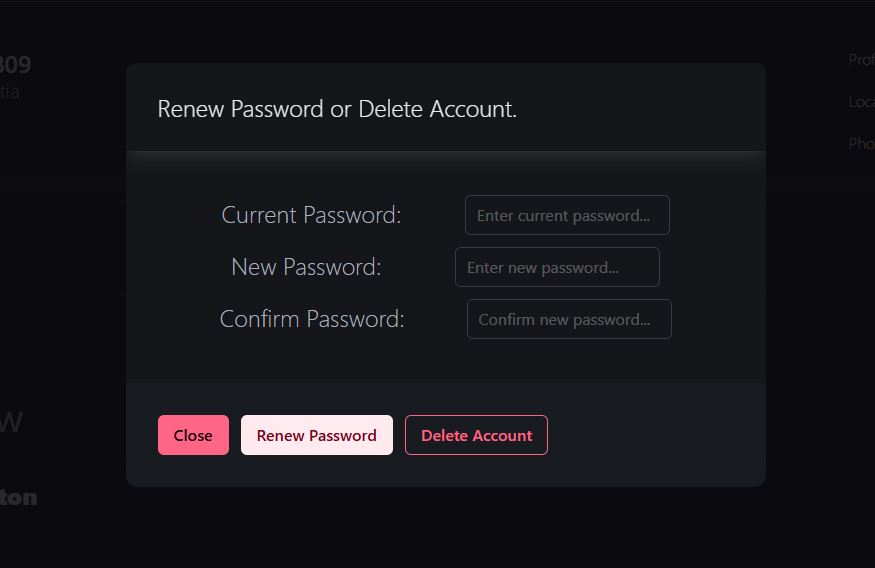 309
tia
Prof
Loca
Pho
Renew Password or Delete Account.
Current Password: Enter current password...
New Password: Enter new password...
Confirm Password: Confirm new password...
w
ton
Close Renew Password Delete Account